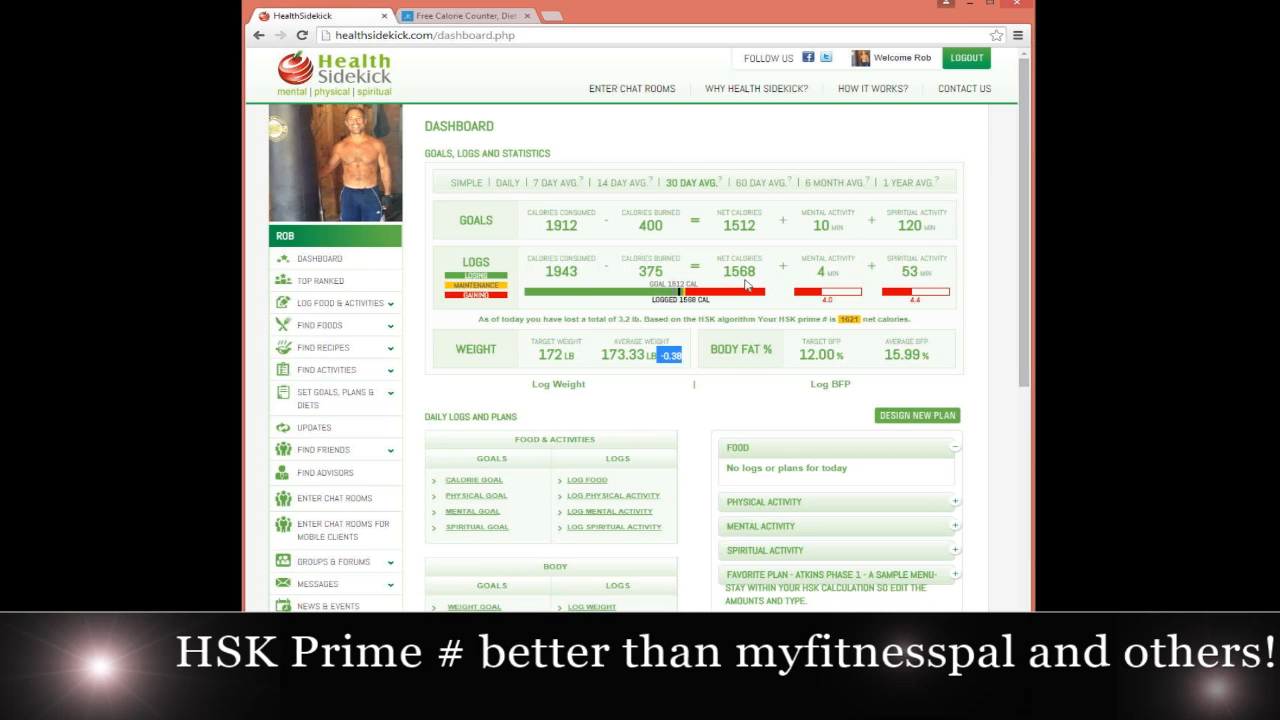 HealthSidekick
Free Calorie Counter, Diet
healthsidekick.com/dashboard.php
Health
Sidekick
mental | physical | spiritual
FOLLOW US
Welcome Rob
LOGOUT
ENTER CHAT ROOMS
WHY HEALTH SIDEKICK?
HOW IT WORKS?
CONTACT US
ROB
DASHBOARD
TOP RANKED
LOG FOOD & ACTIVITIES
FIND FOODS
FIND RECIPES
FIND ACTIVITIES
SET GOALS, PLANS &
DIETS
UPDATES
FIND FRIENDS
FIND ADVISORS
ENTER CHAT ROOMS
ENTER CHAT ROOMS FOR
MOBILE CLIENTS
GROUPS & FORUMS
MESSAGES
NEWS & EVENTS
DASHBOARD
GOALS, LOGS AND STATISTICS
SIMPLE | DAILY | 7 DAY AVG.? | 14 DAY AVG.? | 30 DAY AVG.? | 60 DAY AVG.? | 6 MONTH AVG.? | 1 YEAR AVG.?
GOALS
CALORIES CONSUMED CALORIES BURNED NET CALORIES MENTAL ACTIVITY SPIRITUAL ACTIVITY
1912 - 400 = 1512 + 10 MIN + 120 MIN
LOGS
LOSING
MAINTENANCE
GAINING
CALORIES CONSUMED CALORIES BURNED NET CALORIES MENTAL ACTIVITY SPIRITUAL ACTIVITY
1943 - 375 = 1568 + 4 MIN + 53 MIN
GOAL 1512 CAL
LOGGED 1568 CAL
4.0
4.4
As of today you have lost a total of 3.2 lb. Based on the HSK algorithm Your HSK prime # is 1621 net calories.
WEIGHT
TARGET WEIGHT AVERAGE WEIGHT
172 LB 173.33 LB -0.38
BODY FAT %
TARGET BFP AVERAGE BFP
12.00 % 15.99 %
Log Weight | Log BFP
DAILY LOGS AND PLANS
DESIGN NEW PLAN
FOOD & ACTIVITIES
GOALS LOGS
CALORIE GOAL LOG FOOD
PHYSICAL GOAL LOG PHYSICAL ACTIVITY
MENTAL GOAL LOG MENTAL ACTIVITY
SPIRITUAL GOAL LOG SPIRITUAL ACTIVITY
BODY
GOALS LOGS
WEIGHT GOAL LOG WEIGHT
FOOD
No logs or plans for today
PHYSICAL ACTIVITY
MENTAL ACTIVITY
SPIRITUAL ACTIVITY
FAVORITE PLAN - ATKINS PHASE 1 - A SAMPLE MENU-
STAY WITHIN YOUR HSK CALCULATION SO EDIT THE
AMOUNTS AND TYPE.
HSK Prime # better than myfitnesspal and others!